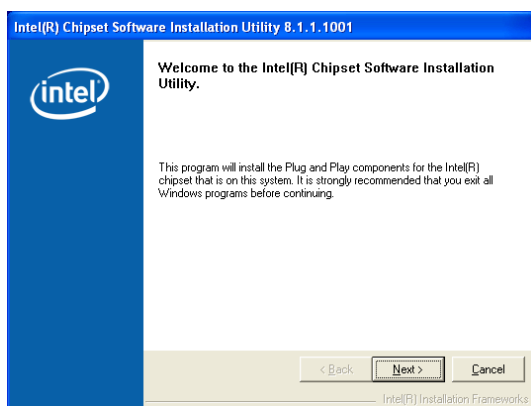 Intel(R) Chipset Software Installation Utility 8.1.1.1001
intel
Welcome to the Intel(R) Chipset Software Installation
Utility.
This program will install the Plug and Play components for the Intel(R)
chipset that is on this system. It is strongly recommended that you exit all
Windows programs before continuing.
< Back
Next >
Cancel
Intel(R) Installation Frameworks